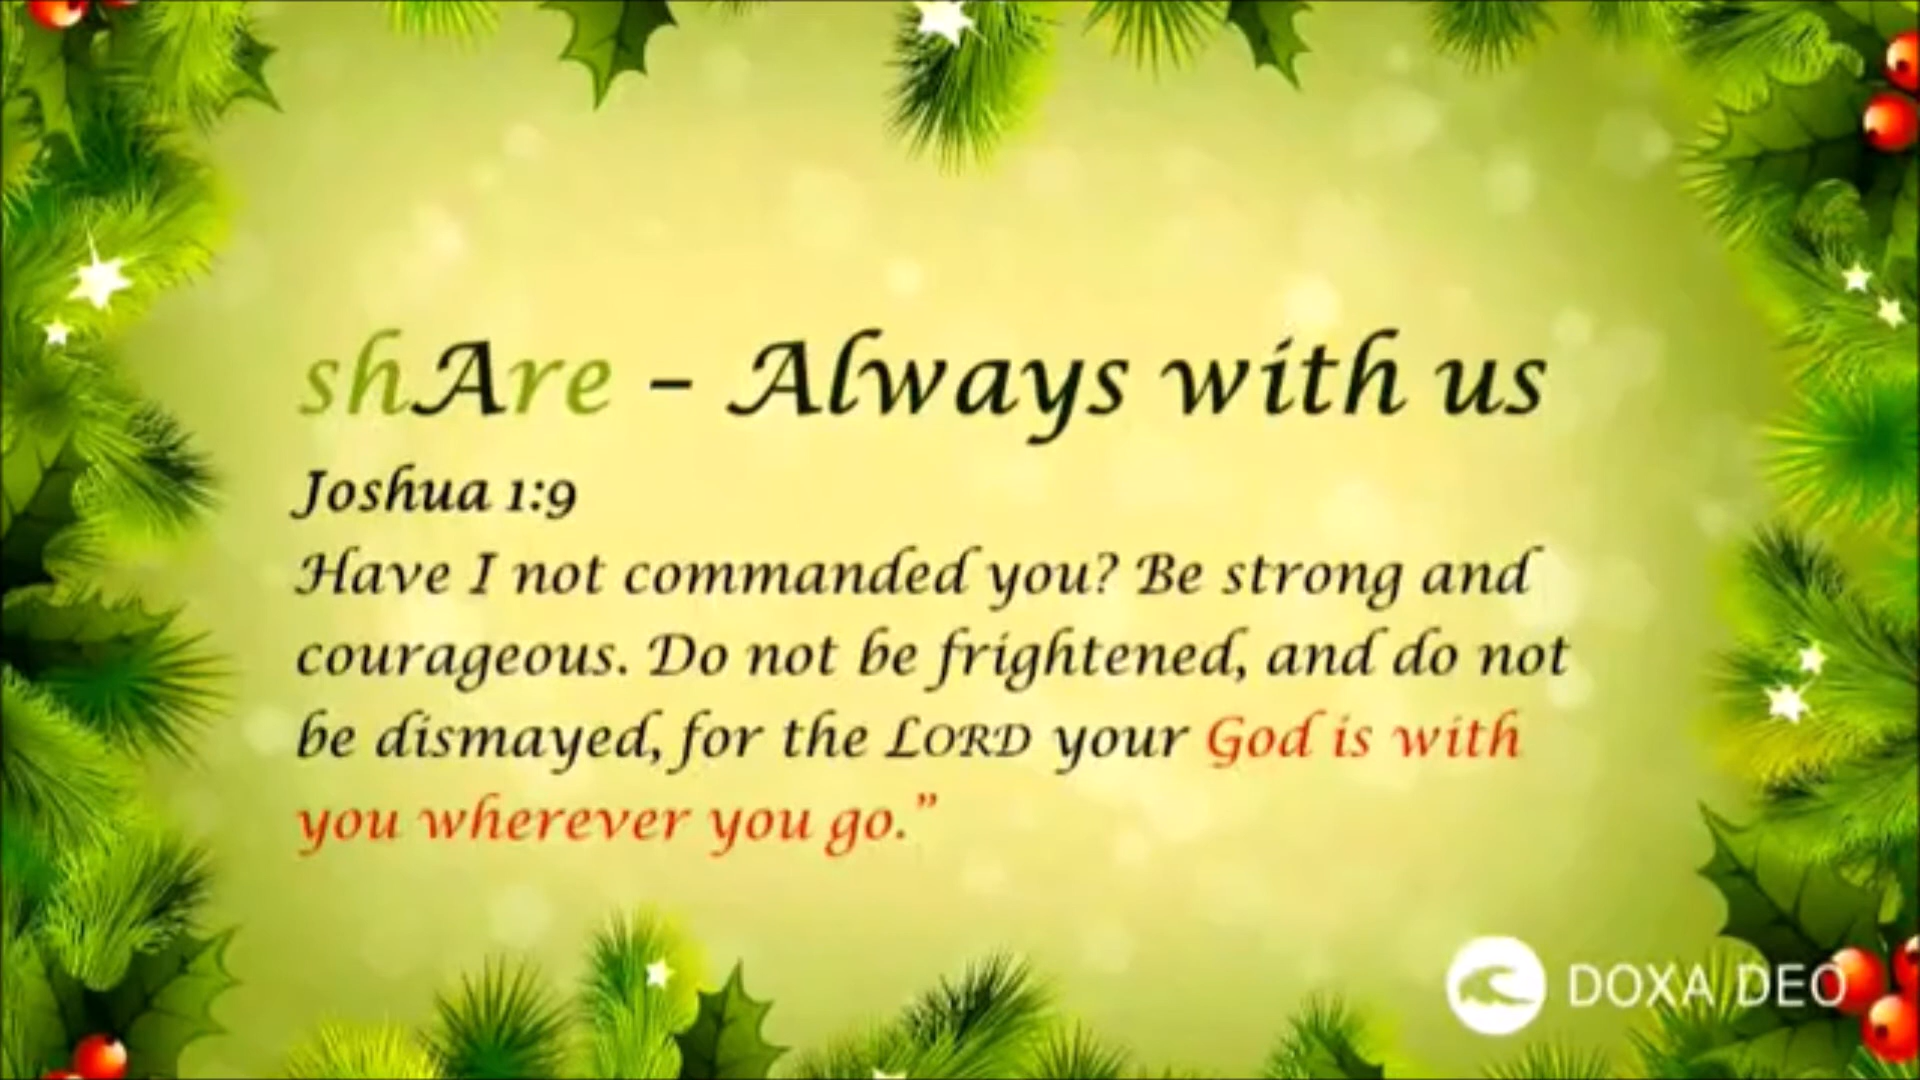 shAre – Always with us
Joshua 1:9
Have I not commanded you? Be strong and
courageous. Do not be frightened, and do not
be dismayed, for the LORD your God is with
you wherever you go.”
DOXA DEO